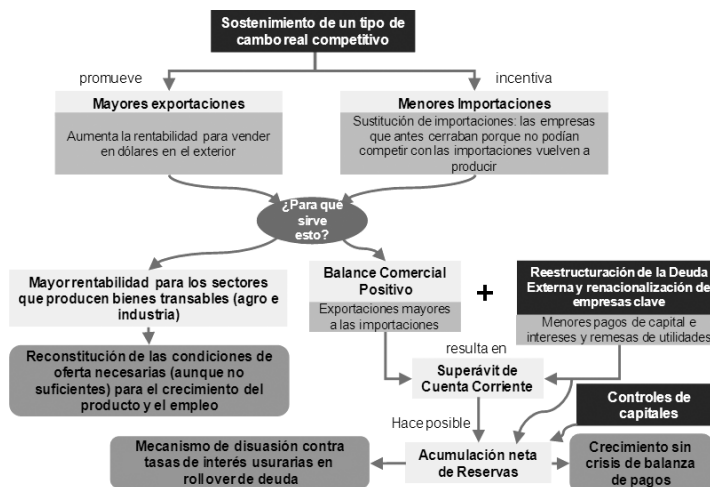 Sostenimiento de un tipo de
cambo real competitivo
promueve
incentiva
Mayores exportaciones
Aumenta la rentabilidad para vender
en dólares en el exterior
Menores Importaciones
Sustitución de importaciones: las empresas
que antes cerraban porque no podían
competir con las importaciones vuelven a
producir
¿Para qué
sirve
esto?
Mayor rentabilidad para los sectores
que producen bienes transables (agro e
industria)
Balance Comercial
Positivo
Exportaciones mayores
a las importaciones
+
Reestructuración de la Deuda
Externa y renacionalización de
empresas clave
Menores pagos de capital e
intereses y remesas de utilidades
Reconstitución de las condiciones de
oferta necesarias (aunque no
suficientes) para el crecimiento del
producto y el empleo
resulta en
Superávit de
Cuenta Corriente
Controles de
capitales
Hace posible
Mecanismo de disuasión contra
tasas de interés usurarias en
rollover de deuda
Acumulación neta
de Reservas
Crecimiento sin
crisis de balanza
de pagos